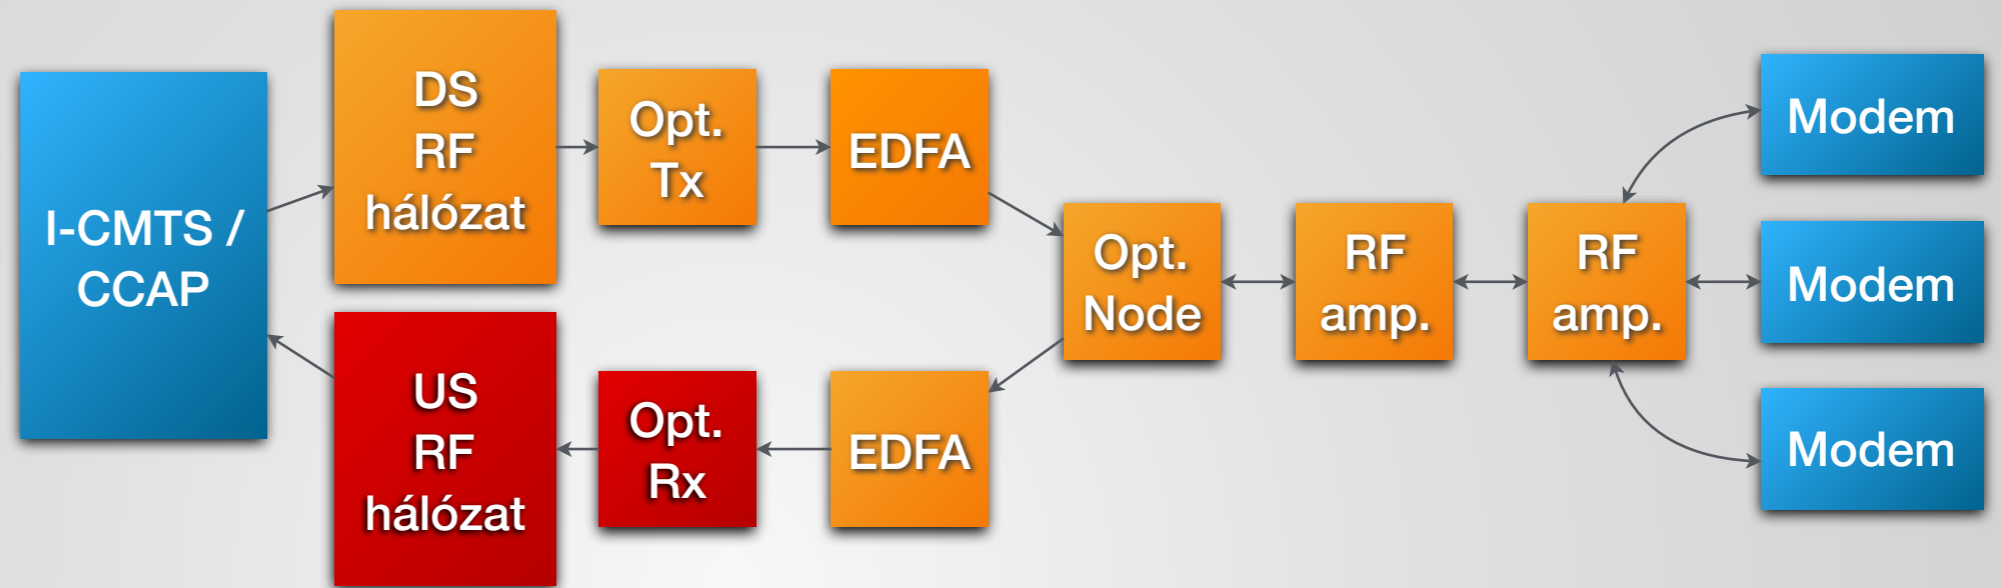 I-CMTS /
CCAP
DS
RF
hálózat
Opt.
Tx
EDFA
US
RF
hálózat
Opt.
Rx
EDFA
Opt.
Node
RF
amp.
RF
amp.
Modem
Modem
Modem